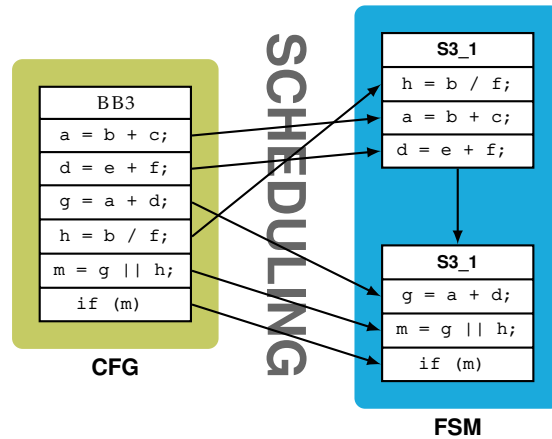 BB3
a = b + c;
d = e + f;
g = a + d;
h = b / f;
m = g || h;
if (m)
CFG
SCHEDULING
S3_1
h = b / f;
a = b + c;
d = e + f;
S3_1
g = a + d;
m = g || h;
if (m)
FSM